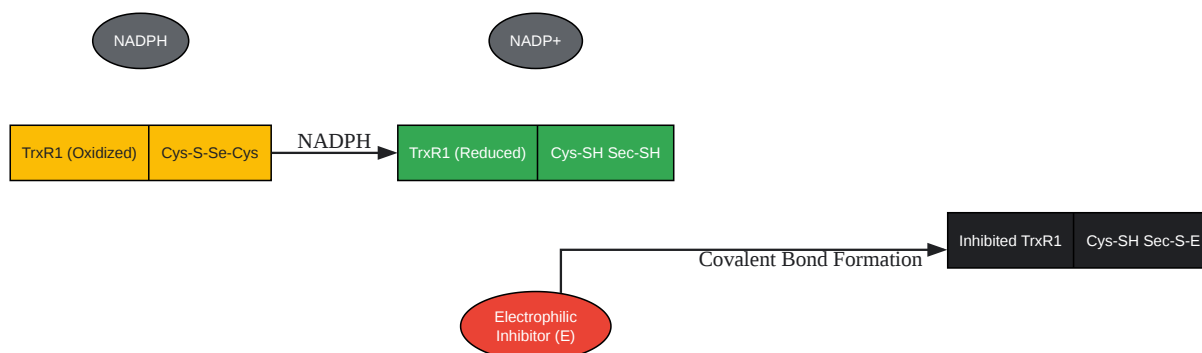 NADPH
NADP+
TrxR1 (Oxidized)
Cys-S-Se-Cys
NADPH
TrxR1 (Reduced)
Cys-SH Sec-SH
Inhibited TrxR1
Cys-SH Sec-S-E
Covalent Bond Formation
Electrophilic
Inhibitor (E)